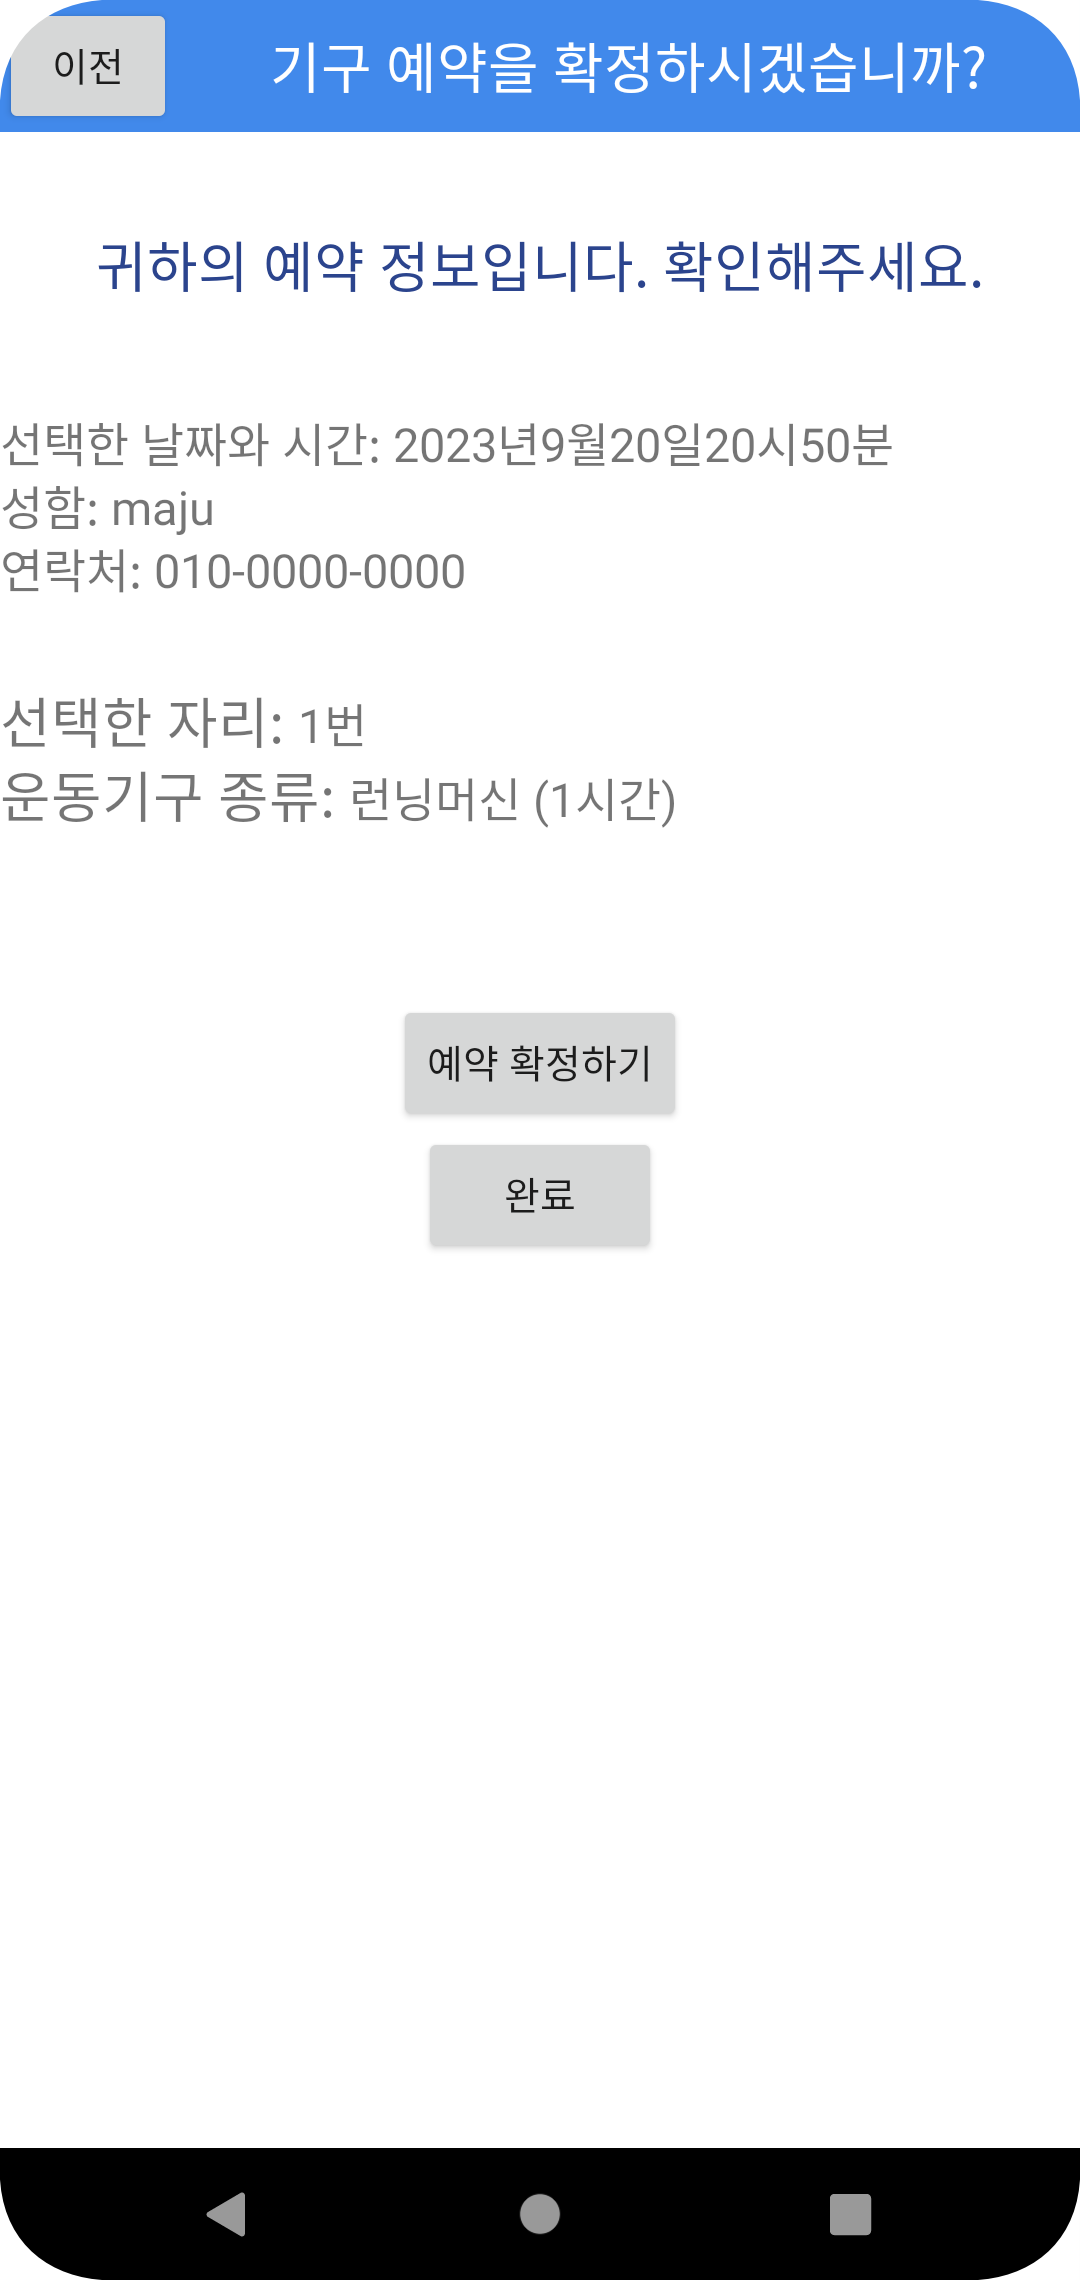 이전
기구 예약을 확정하시겠습니까?
귀하의 예약 정보입니다. 확인해주세요.
선택한 날짜와 시간: 2023년9월20일20시50분
성함: maju
연락처: 010-0000-0000
선택한 자리: 1번
운동기구 종류: 런닝머신 (1시간)
예약 확정하기
완료